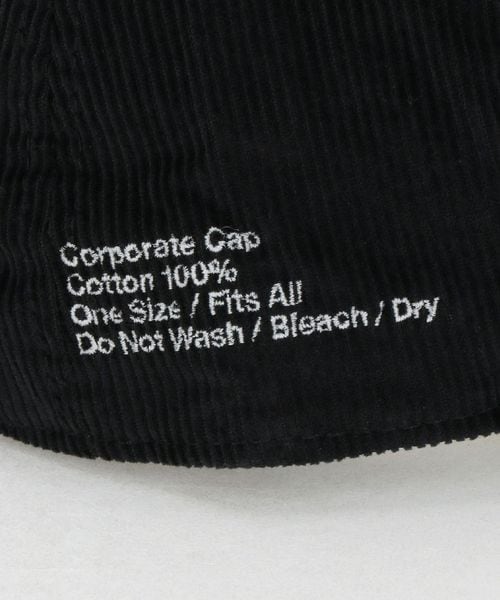 Corporate Cap
Cotton 100%
One Size / Fits All
Do Not Wash / Bleach / Dry